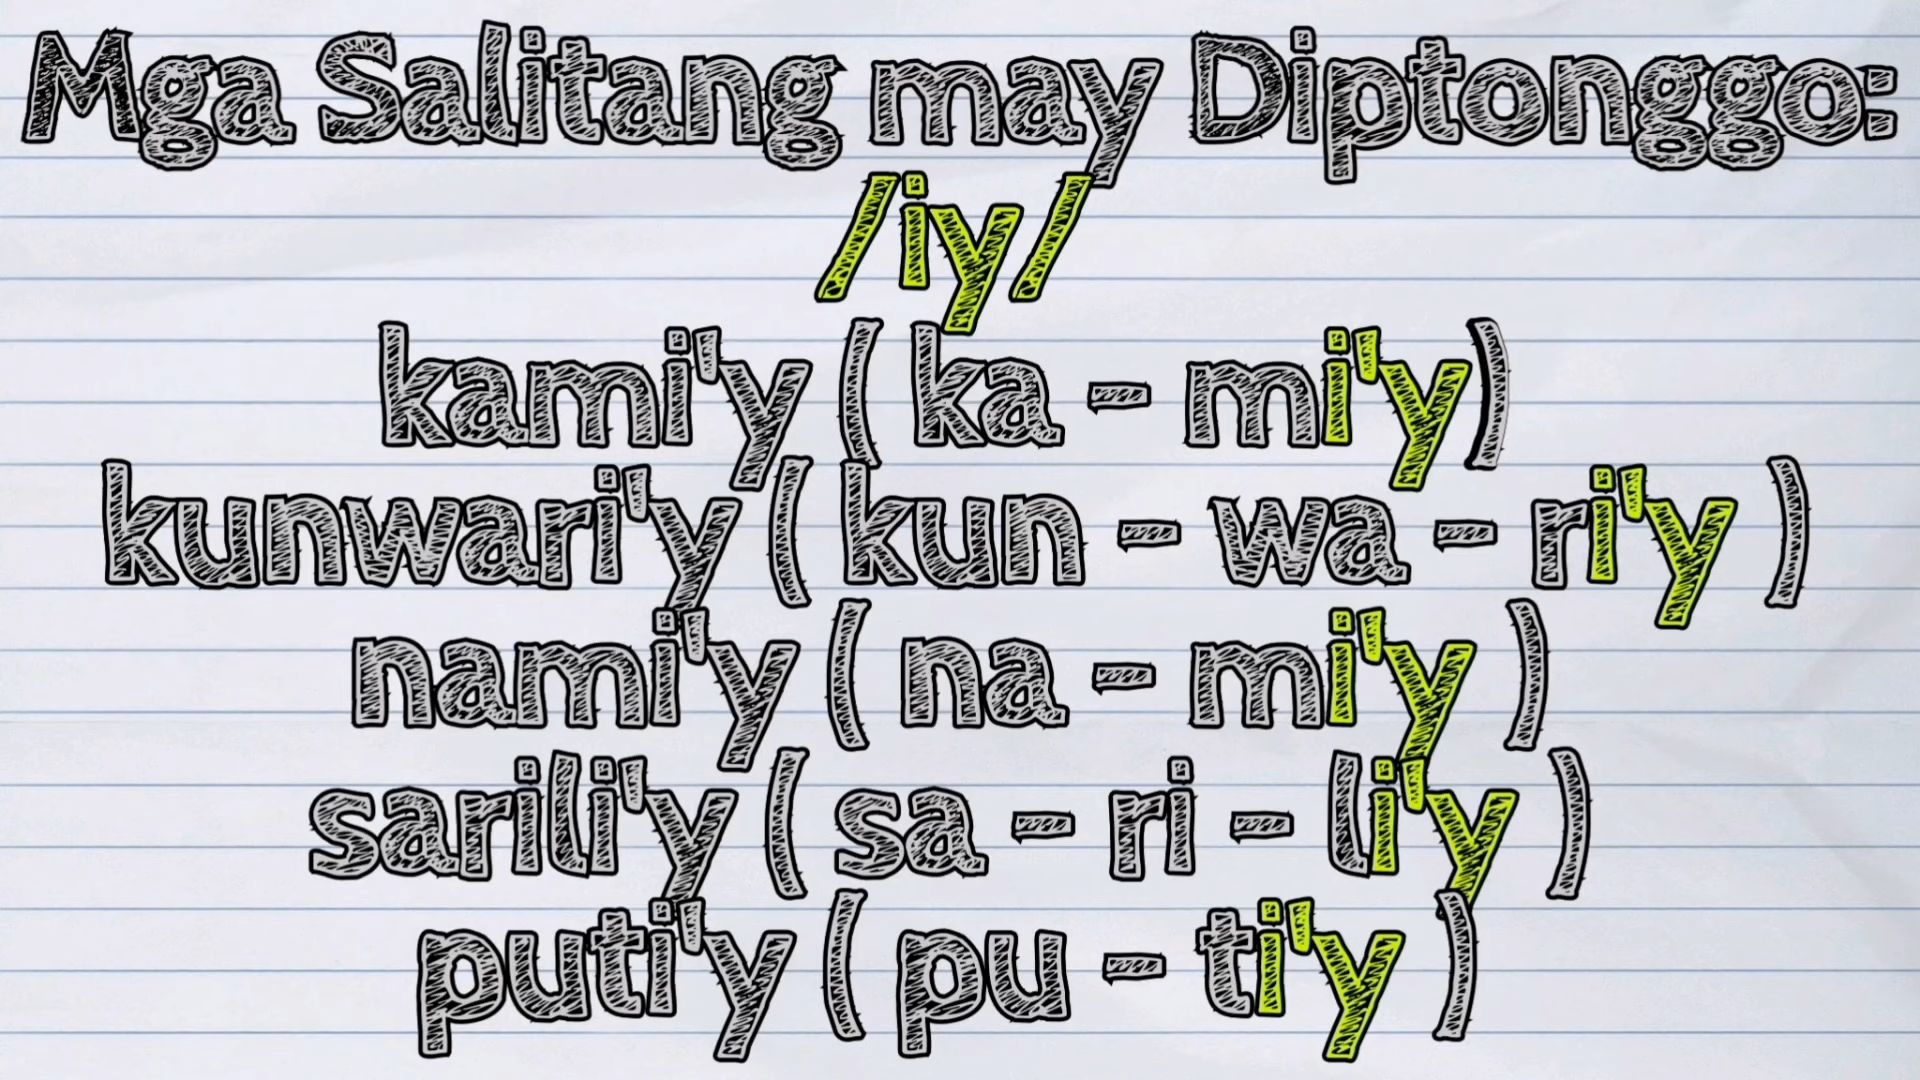 Mga Salitang may Diptonggo:
/iy/
kami'y ( ka - mi'y)
kunwari'y ( kun - wa - ri'y )
nami'y ( na - mi'y )
sarili'y ( sa - ri - li'y )
puti'y ( pu - ti'y )